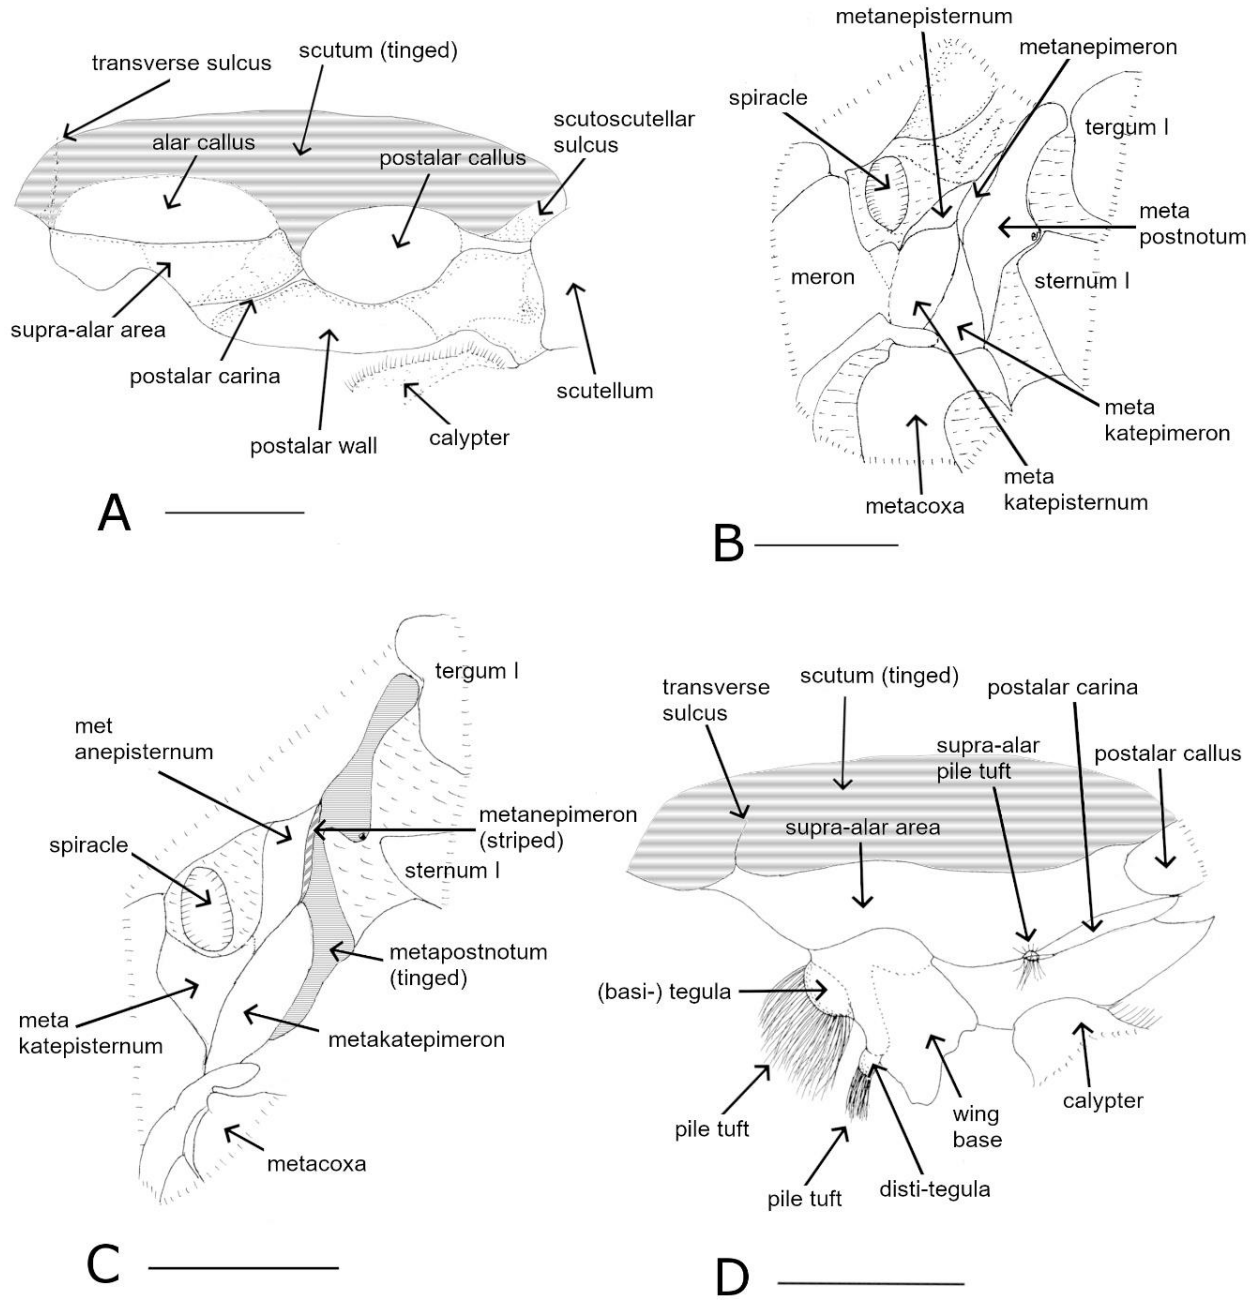 transverse sulcus
scutum (tinged)
alar callus
postalar callus
scutoscutellar
sulcus
supra-alar area
postalar carina
postalar wall
calypter
scutellum
A
metanepisternum
metanepimeron
spiracle
tergum I
meta
postnotum
meron
sternum I
meta
katepimeron
meta
katepisternum
metacoxa
B
tergum I
met
anepisternum
spiracle
metanepimeron
(striped)
sternum I
metapostnotum
(tinged)
meta
katepisternum
metakatepimeron
metacoxa
C
transverse
sulcus
scutum (tinged)
postalar carina
supra-alar
pile tuft
postalar callus
supra-alar area
(basi-) tegula
pile tuft
pile tuft
disti-tegula
wing
base
calypter
D